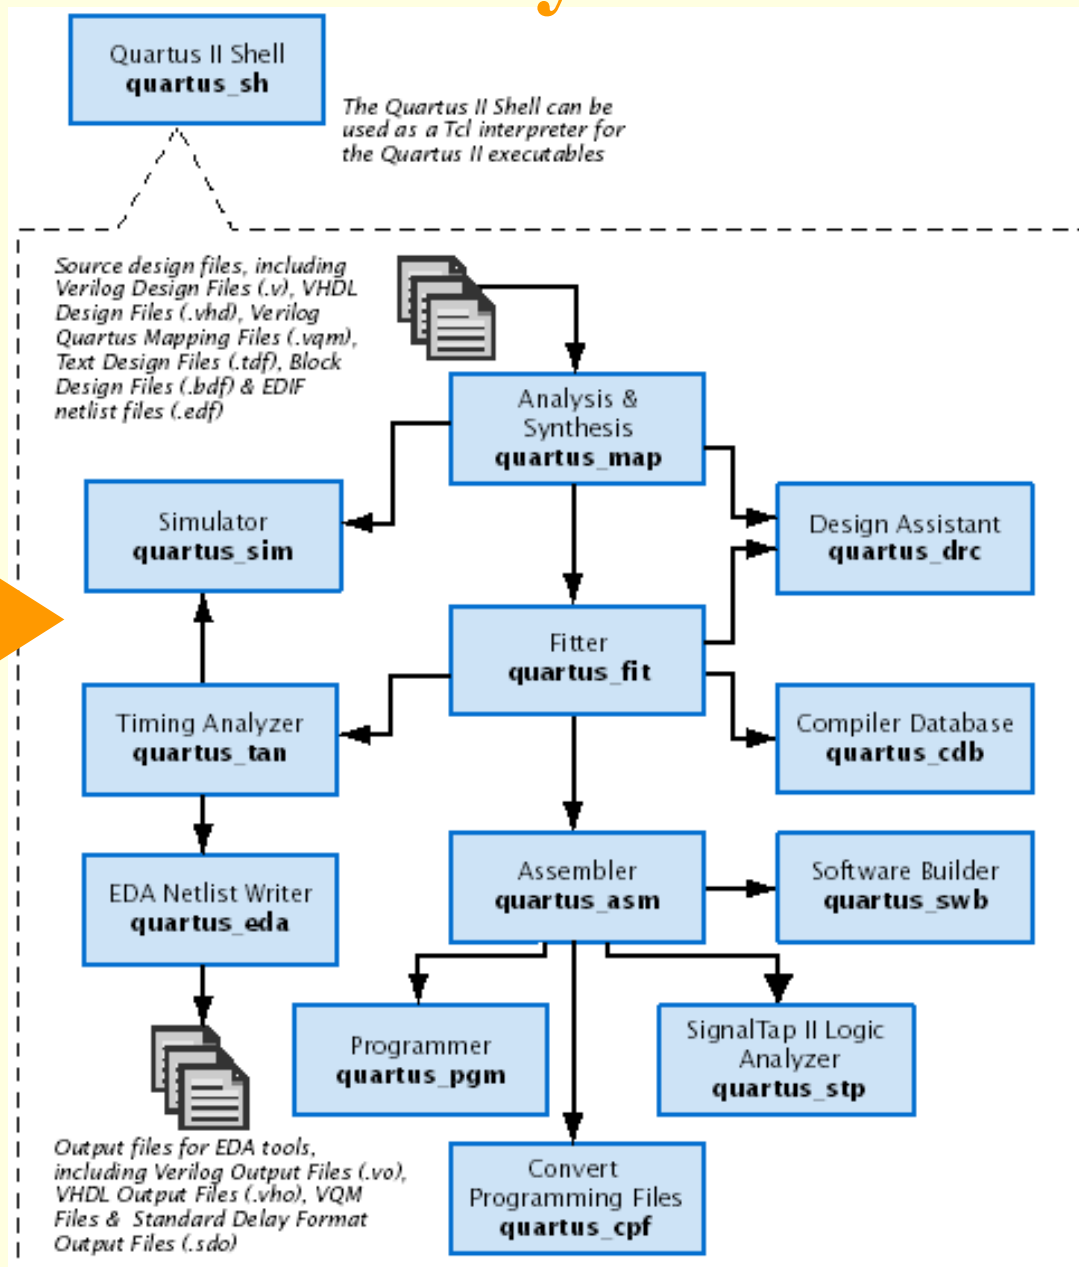 Quartus II Shell
quartus_sh
The Quartus II Shell can be
used as a Tcl interpreter for
the Quartus II executables
Source design files, including
Verilog Design Files (.v), VHDL
Design Files (.vhd), Verilog
Quartus Mapping Files (.vqm),
Text Design Files (.tdf), Block
Design Files (.bdf) & EDIF
netlist files (.edf)
Analysis &
Synthesis
quartus_map
Simulator
quartus_sim
Design Assistant
quartus_drc
Fitter
quartus_fit
Timing Analyzer
quartus_tan
Compiler Database
quartus_cdb
EDA Netlist Writer
quartus_eda
Assembler
quartus_asm
Software Builder
quartus_swb
Programmer
quartus_pgm
SignalTap II Logic
Analyzer
quartus_stp
Output files for EDA tools,
including Verilog Output Files (.vo),
VHDL Output Files (.vho), VQM
Files & Standard Delay Format
Output Files (.sdo)
Convert
Programming Files
quartus_cpf